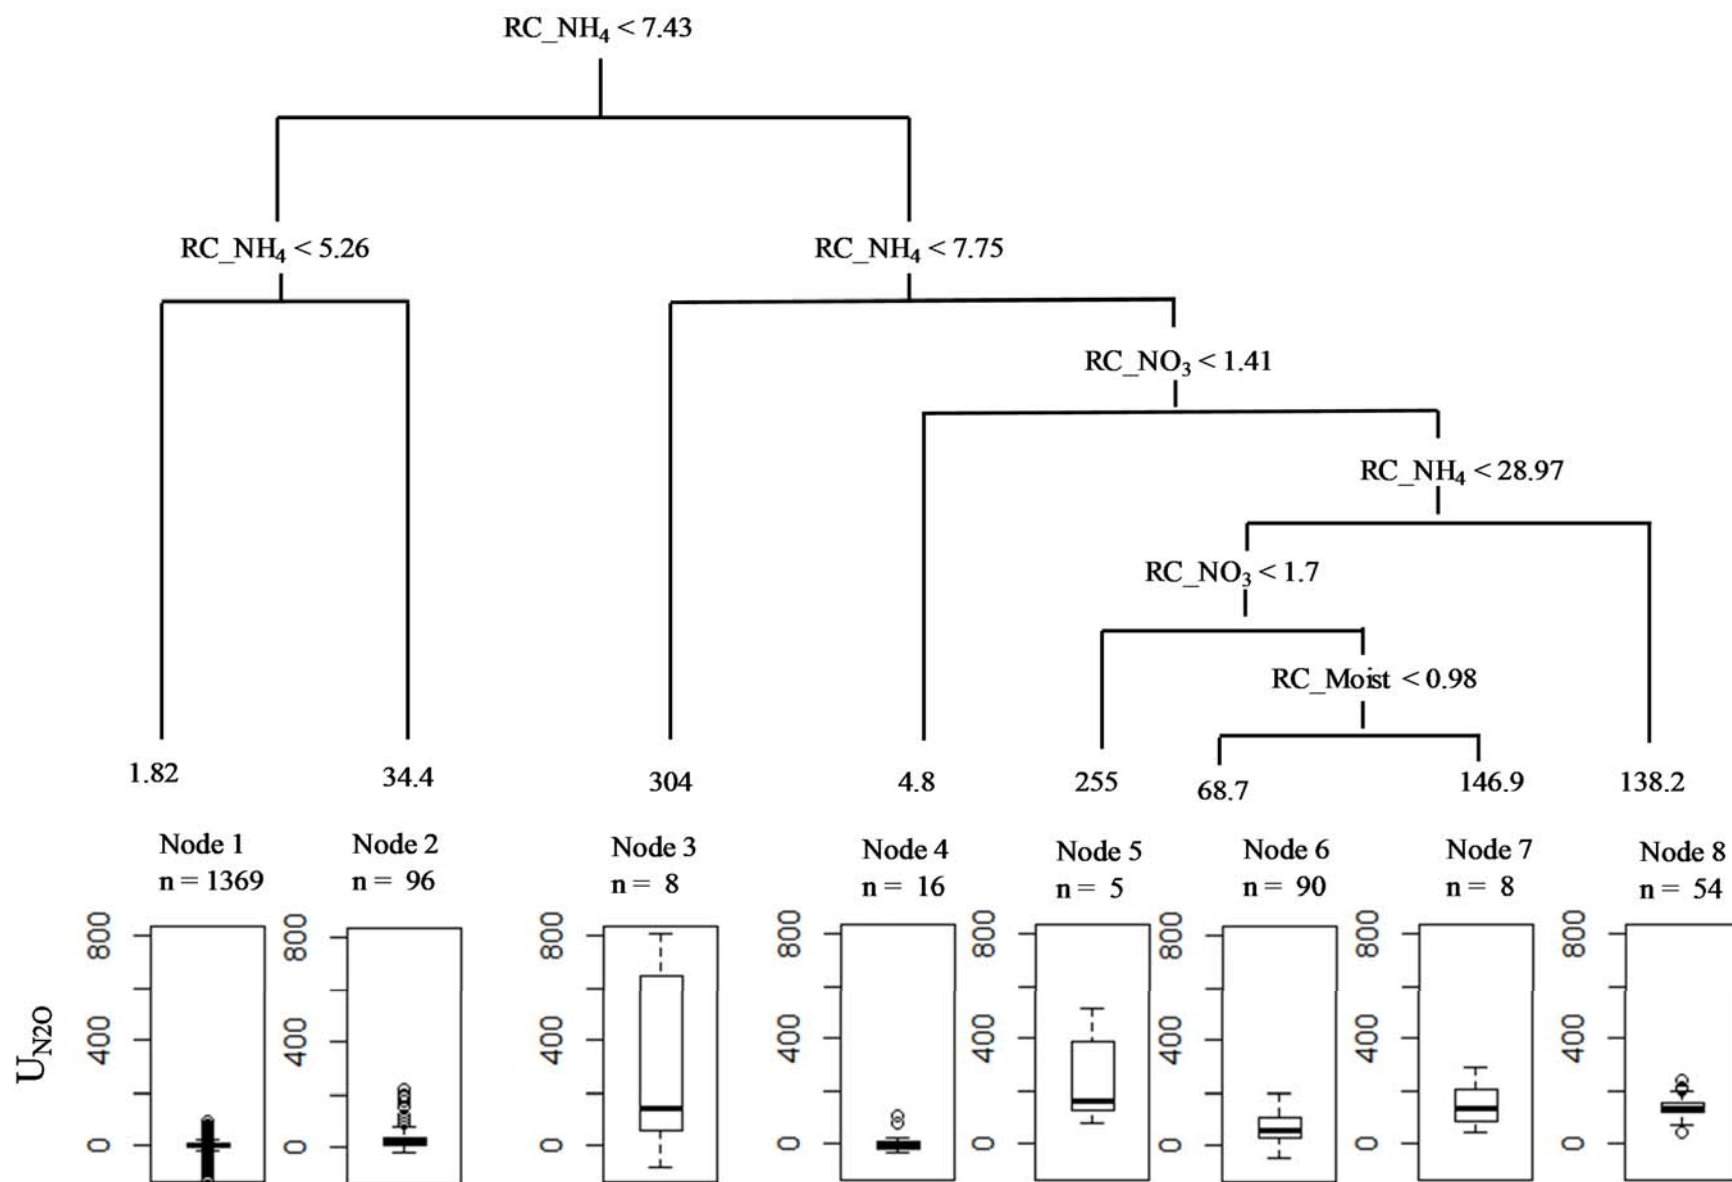 RC_NH₄ < 7.43
RC_NH₄ < 5.26
RC_NH₄ < 7.75
RC_NO₃ < 1.41
RC_NH₄ < 28.97
RC_NO₃ < 1.7
RC_Moist < 0.98
1.82 34.4 304 4.8 255 68.7 146.9 138.2
Node 1 Node 2 Node 3 Node 4 Node 5 Node 6 Node 7 Node 8
n = 1369 n = 96 n = 8 n = 16 n = 5 n = 90 n = 8 n = 54
800 800 800 800 800 800 800 800
400 400 400 400 400 400 400 400
0 0 0 0 0 0 0 0
U_N2O